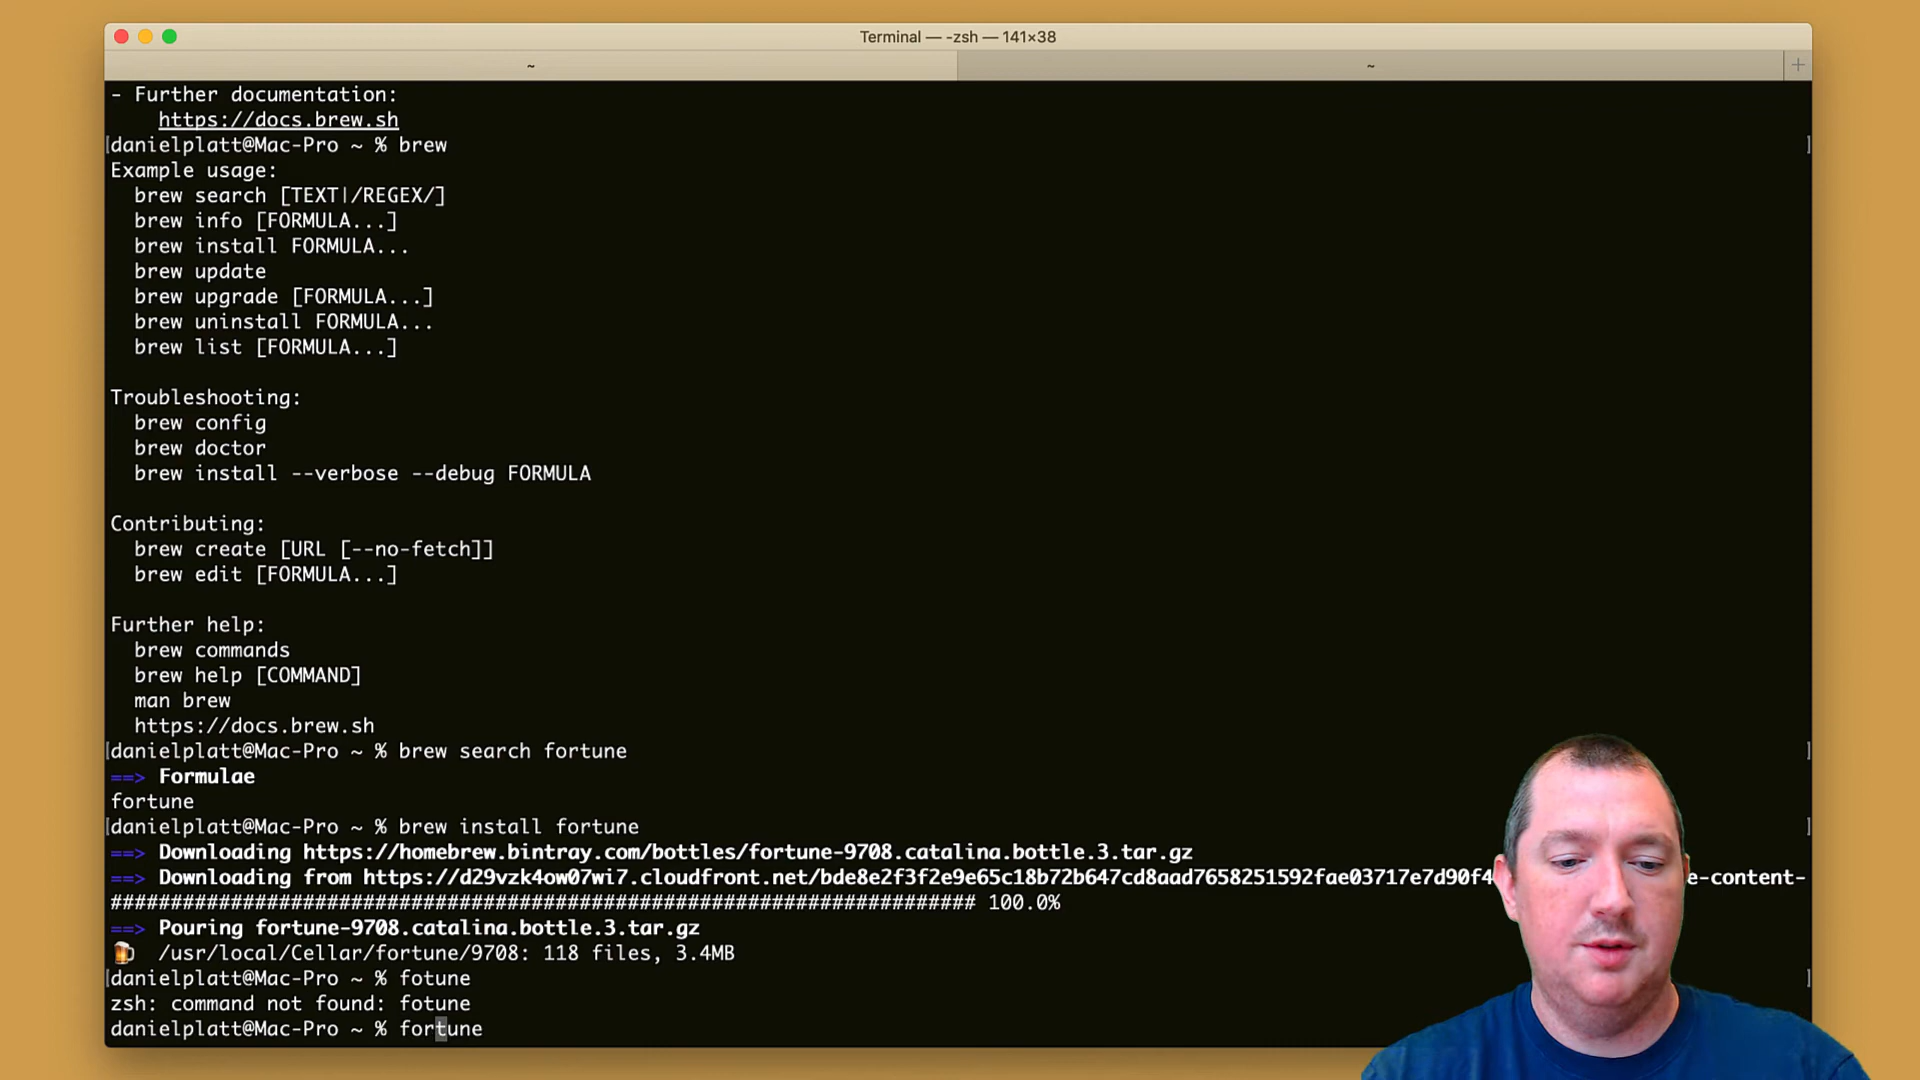 Terminal — -zsh — 141×38
~
~
- Further documentation:
https://docs.brew.sh
[danielplatt@Mac-Pro ~ % brew ]
Example usage:
brew search [TEXT|/REGEX/]
brew info [FORMULA...]
brew install FORMULA...
brew update
brew upgrade [FORMULA...]
brew uninstall FORMULA...
brew list [FORMULA...]
Troubleshooting:
brew config
brew doctor
brew install --verbose --debug FORMULA
Contributing:
brew create [URL [--no-fetch]]
brew edit [FORMULA...]
Further help:
brew commands
brew help [COMMAND]
man brew
https://docs.brew.sh
[danielplatt@Mac-Pro ~ % brew search fortune ]
==> Formulae
fortune
[danielplatt@Mac-Pro ~ % brew install fortune ]
==> Downloading https://homebrew.bintray.com/bottles/fortune-9708.catalina.bottle.3.tar.gz
==> Downloading from https://d29vzk4ow07wi7.cloudfront.net/bde8e2f3f2e9e65c18b72b647cd8aad7658251592fae03717e7d90f4 e-content-
######################################################################## 100.0%
==> Pouring fortune-9708.catalina.bottle.3.tar.gz
🍺 /usr/local/Cellar/fortune/9708: 118 files, 3.4MB
[danielplatt@Mac-Pro ~ % fotune ]
zsh: command not found: fotune
danielplatt@Mac-Pro ~ % fortune